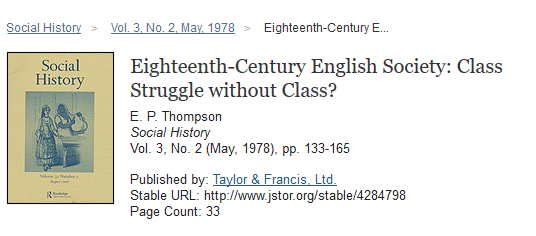 Social History > Vol. 3, No. 2, May, 1978 > Eighteenth-Century E...
Social
History
Routledge
Eighteenth-Century English Society: Class
Struggle without Class?
E. P. Thompson
Social History
Vol. 3, No. 2 (May, 1978), pp. 133-165
Published by: Taylor & Francis, Ltd.
Stable URL: http://www.jstor.org/stable/4284798
Page Count: 33